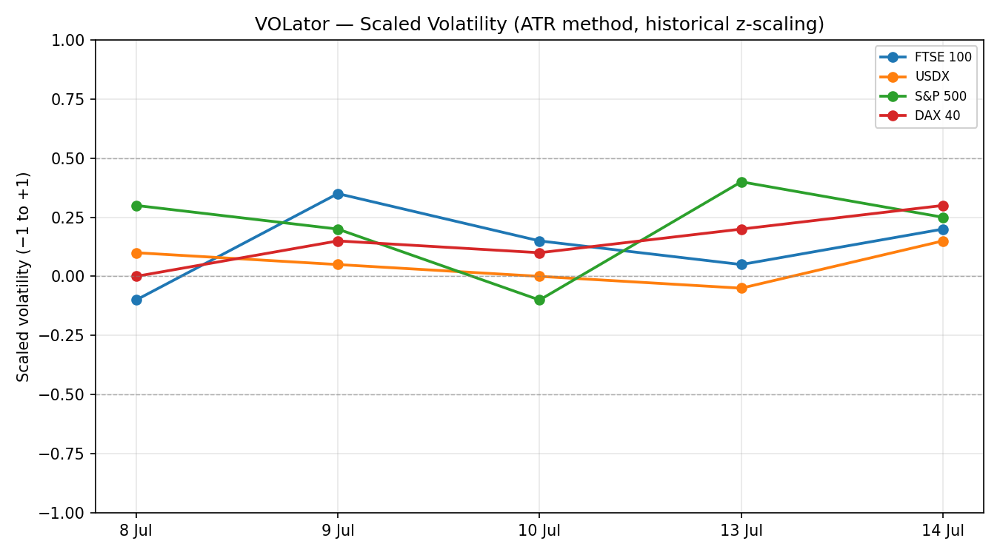 VOLator — Scaled Volatility (ATR method, historical z-scaling)
1.00
0.75
0.50
0.25
0.00
−0.25
−0.50
−0.75
−1.00
Scaled volatility (−1 to +1)
FTSE 100
USDX
S&P 500
DAX 40
8 Jul
9 Jul
10 Jul
13 Jul
14 Jul